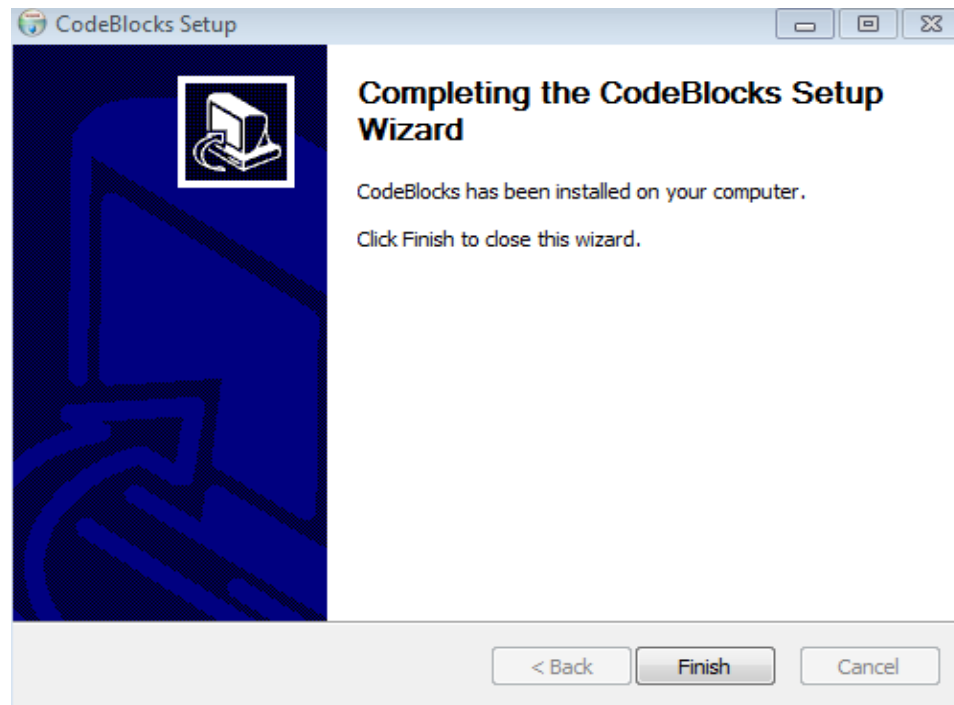 CodeBlocks Setup
Completing the CodeBlocks Setup
Wizard
CodeBlocks has been installed on your computer.
Click Finish to close this wizard.
< Back
Finish
Cancel